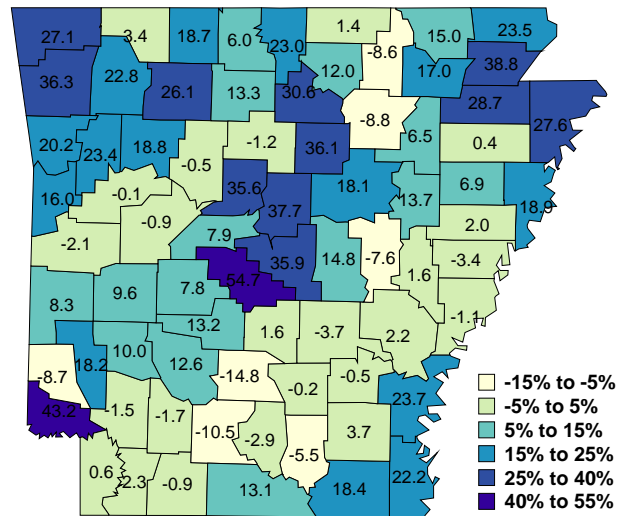 27.1 3.4 18.7 6.0 23.0 1.4 -8.6 15.0 23.5
36.3 22.8 26.1 13.3 30.6 12.0 17.0 38.8
-8.8 28.7 27.6
20.2 23.4 18.8 -0.5 -1.2 36.1 6.5 0.4
16.0 -0.1 35.6 18.1 13.7 6.9 18.9
-2.1 -0.9 7.9 37.7 2.0
8.3 9.6 7.8 54.7 35.9 14.8 -7.6 1.6 -3.4
13.2 1.6 -3.7 2.2 -1.1
-8.7 18.2 10.0 12.6 -14.8 -0.2 -0.5
43.2 -1.5 -1.7 -10.5 -2.9 -5.5 3.7 23.7
0.6 -2.3 -0.9 13.1 18.4 22.2
-15% to -5%
-5% to 5%
5% to 15%
15% to 25%
25% to 40%
40% to 55%